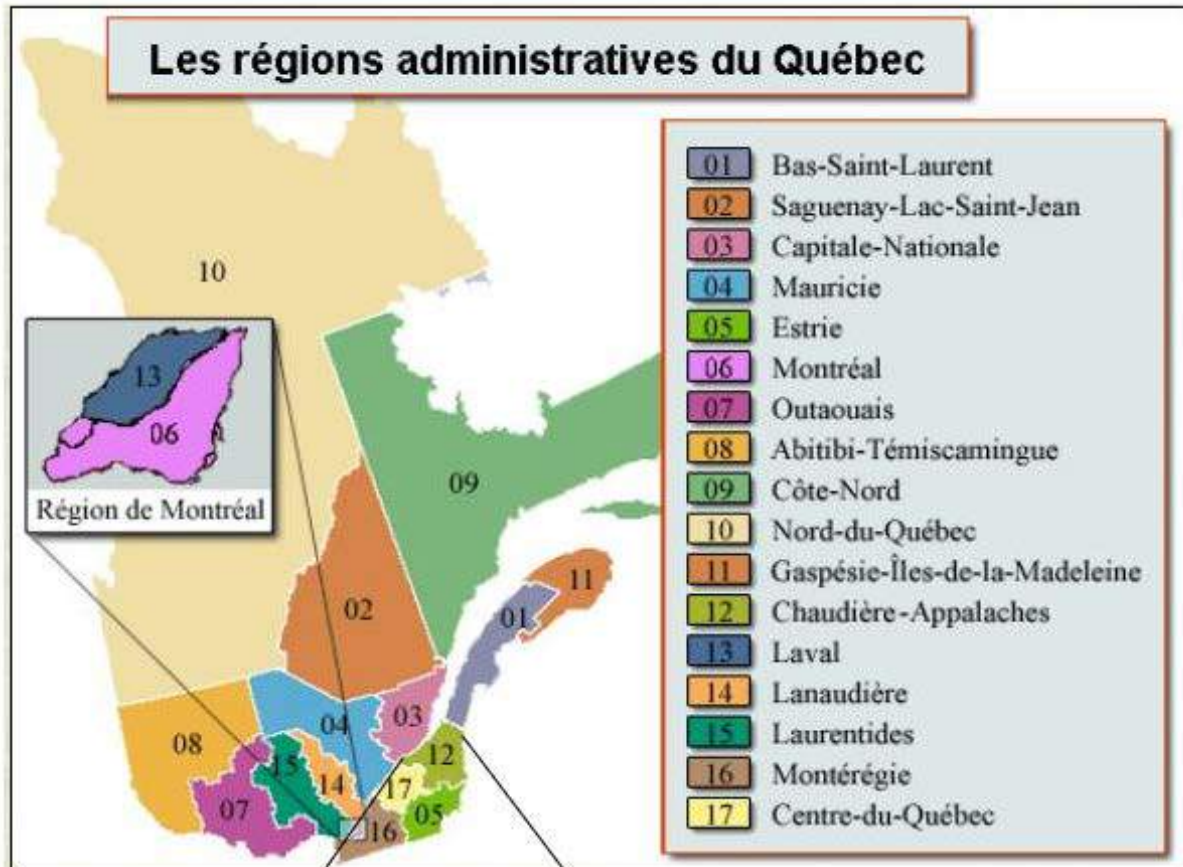 Les régions administratives du Québec
01 Bas-Saint-Laurent
02 Saguenay-Lac-Saint-Jean
03 Capitale-Nationale
04 Mauricie
05 Estrie
06 Montréal
07 Outaouais
08 Abitibi-Témiscamingue
09 Côte-Nord
10 Nord-du-Québec
11 Gaspésie-Îles-de-la-Madeleine
12 Chaudière-Appalaches
13 Laval
14 Lanaudière
15 Laurentides
16 Montérégie
17 Centre-du-Québec
10
13
06
Région de Montréal
09
11
02
01
04
03
08
12
15
14
17
07
16
05